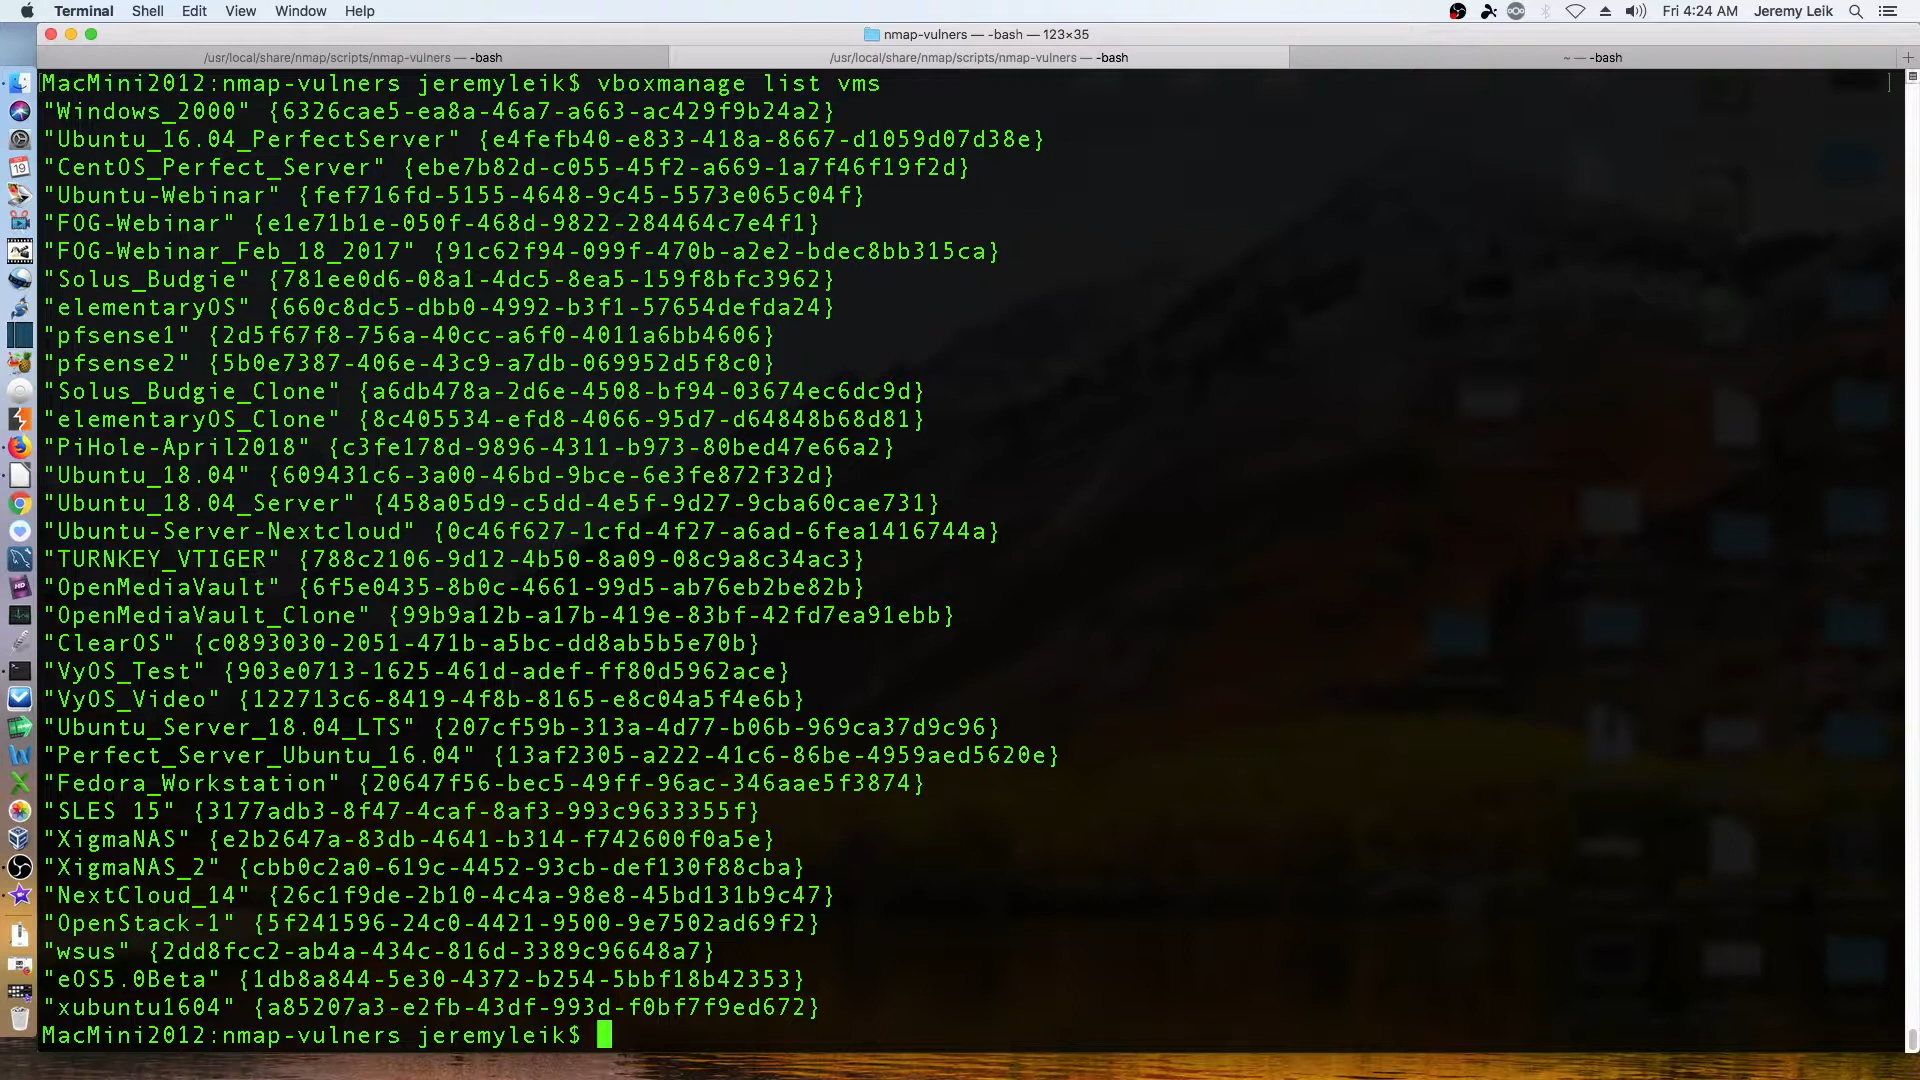 Terminal Shell Edit View Window Help Fri 4:24 AM Jeremy Leik
nmap-vulners — -bash — 123×35
/usr/local/share/nmap/scripts/nmap-vulners — -bash /usr/local/share/nmap/scripts/nmap-vulners — -bash ~ — -bash
MacMini2012:nmap-vulners jeremyleik$ vboxmanage list vms
"Windows_2000" {6326cae5-ea8a-46a7-a663-ac429f9b24a2}
"Ubuntu_16.04_PerfectServer" {e4fefb40-e833-418a-8667-d1059d07d38e}
"CentOS_Perfect_Server" {ebe7b82d-c055-45f2-a669-1a7f46f19f2d}
"Ubuntu-Webinar" {fef716fd-5155-4648-9c45-5573e065c04f}
"FOG-Webinar" {e1e71b1e-050f-468d-9822-284464c7e4f1}
"FOG-Webinar_Feb_18_2017" {91c62f94-099f-470b-a2e2-bdec8bb315ca}
"Solus_Budgie" {781ee0d6-08a1-4dc5-8ea5-159f8bfc3962}
"elementaryOS" {660c8dc5-dbb0-4992-b3f1-57654defda24}
"pfsense1" {2d5f67f8-756a-40cc-a6f0-4011a6bb4606}
"pfsense2" {5b0e7387-406e-43c9-a7db-069952d5f8c0}
"Solus_Budgie_Clone" {a6db478a-2d6e-4508-bf94-03674ec6dc9d}
"elementaryOS_Clone" {8c405534-efd8-4066-95d7-d64848b68d81}
"PiHole-April2018" {c3fe178d-9896-4311-b973-80bed47e66a2}
"Ubuntu_18.04" {609431c6-3a00-46bd-9bce-6e3fe872f32d}
"Ubuntu_18.04_Server" {458a05d9-c5dd-4e5f-9d27-9cba60cae731}
"Ubuntu-Server-Nextcloud" {0c46f627-1cfd-4f27-a6ad-6fea1416744a}
"TURNKEY_VTIGER" {788c2106-9d12-4b50-8a09-08c9a8c34ac3}
"OpenMediaVault" {6f5e0435-8b0c-4661-99d5-ab76eb2be82b}
"OpenMediaVault_Clone" {99b9a12b-a17b-419e-83bf-42fd7ea91ebb}
"ClearOS" {c0893030-2051-471b-a5bc-dd8ab5b5e70b}
"VyOS_Test" {903e0713-1625-461d-adef-ff80d5962ace}
"VyOS_Video" {122713c6-8419-4f8b-8165-e8c04a5f4e6b}
"Ubuntu_Server_18.04_LTS" {207cf59b-313a-4d77-b06b-969ca37d9c96}
"Perfect_Server_Ubuntu_16.04" {13af2305-a222-41c6-86be-4959aed5620e}
"Fedora_Workstation" {20647f56-bec5-49ff-96ac-346aae5f3874}
"SLES 15" {3177adb3-8f47-4caf-8af3-993c9633355f}
"XigmaNAS" {e2b2647a-83db-4641-b314-f742600f0a5e}
"XigmaNAS_2" {cbb0c2a0-619c-4452-93cb-def130f88cba}
"NextCloud_14" {26c1f9de-2b10-4c4a-98e8-45bd131b9c47}
"OpenStack-1" {5f241596-24c0-4421-9500-9e7502ad69f2}
"wsus" {2dd8fcc2-ab4a-434c-816d-3389c96648a7}
"eOS5.0Beta" {1db8a844-5e30-4372-b254-5bbf18b42353}
"xubuntu1604" {a85207a3-e2fb-43df-993d-f0bf7f9ed672}
MacMini2012:nmap-vulners jeremyleik$